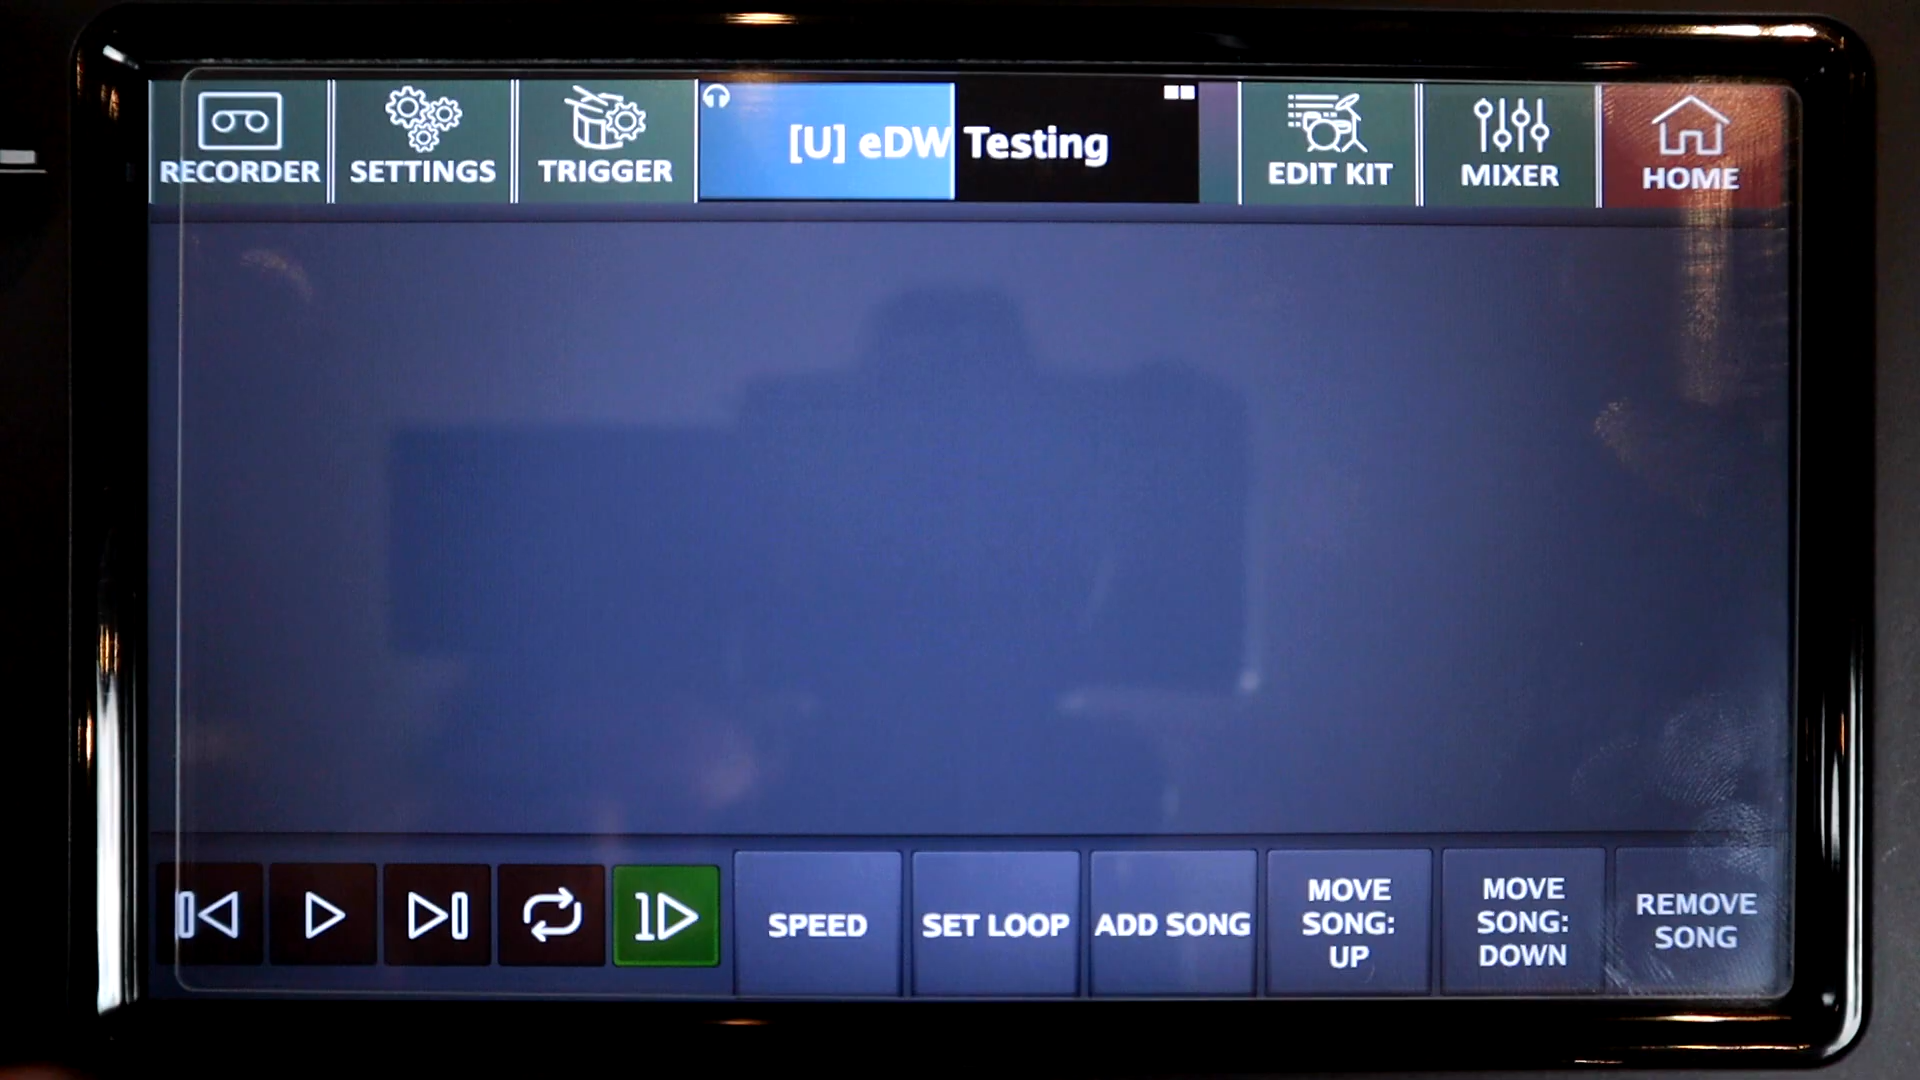 RECORDER
SETTINGS
TRIGGER
[U] eDW Testing
EDIT KIT
MIXER
HOME
1
SPEED
SET LOOP
ADD SONG
MOVE
SONG:
UP
MOVE
SONG:
DOWN
REMOVE
SONG